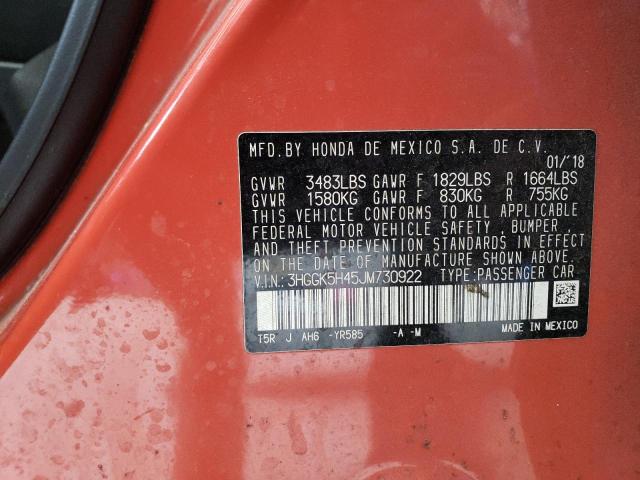 MFD.BY HONDA DE MEXICO S.A. DE C.V.
01/'18
GVWR 3483LBS GAWR F 1829LBS R 1664LBS
GVWR 1580KG GAWR F 830KG R 755KG
THIS VEHICLE CONFORMS TO ALL APPLICABLE
FEDERAL MOTOR VEHICLE SAFETY, BUMPER,
AND THEFT PREVENTION STANDARDS IN EFFECT
ON THE DATE OF MANUFACTURE SHOWN ABOVE.
V.I.N.: 3HGGK5H45JM730922 TYPE:PASSENGER CAR
T5R J AH6 -YR585 -A -M MADE IN MEXICO